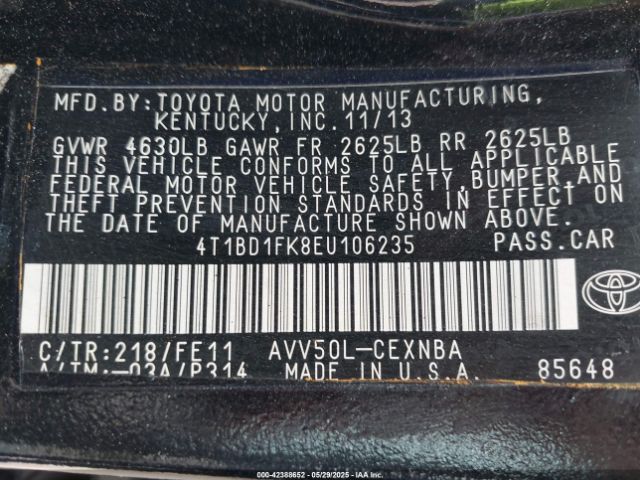 MFD.BY:TOYOTA MOTOR MANUFACTURING,
KENTUCKY,INC.11/13
GVWR 4630LB GAWR FR 2625LB RR 2625LB
THIS VEHICLE CONFORMS TO ALL APPLICABLE
FEDERAL MOTOR VEHICLE SAFETY,BUMPER,AND
THEFT PREVENTION STANDARDS IN EFFECT ON
THE DATE OF MANUFACTURE SHOWN ABOVE.
4T1BD1FK8EU106235 PASS.CAR
C/TR:218/FE11 AVV50L-CEXNBA
A/TM:-03A/P314 MADE IN U.S.A. 85648
000-42388652 - 05/29/2025 - IAA Inc.